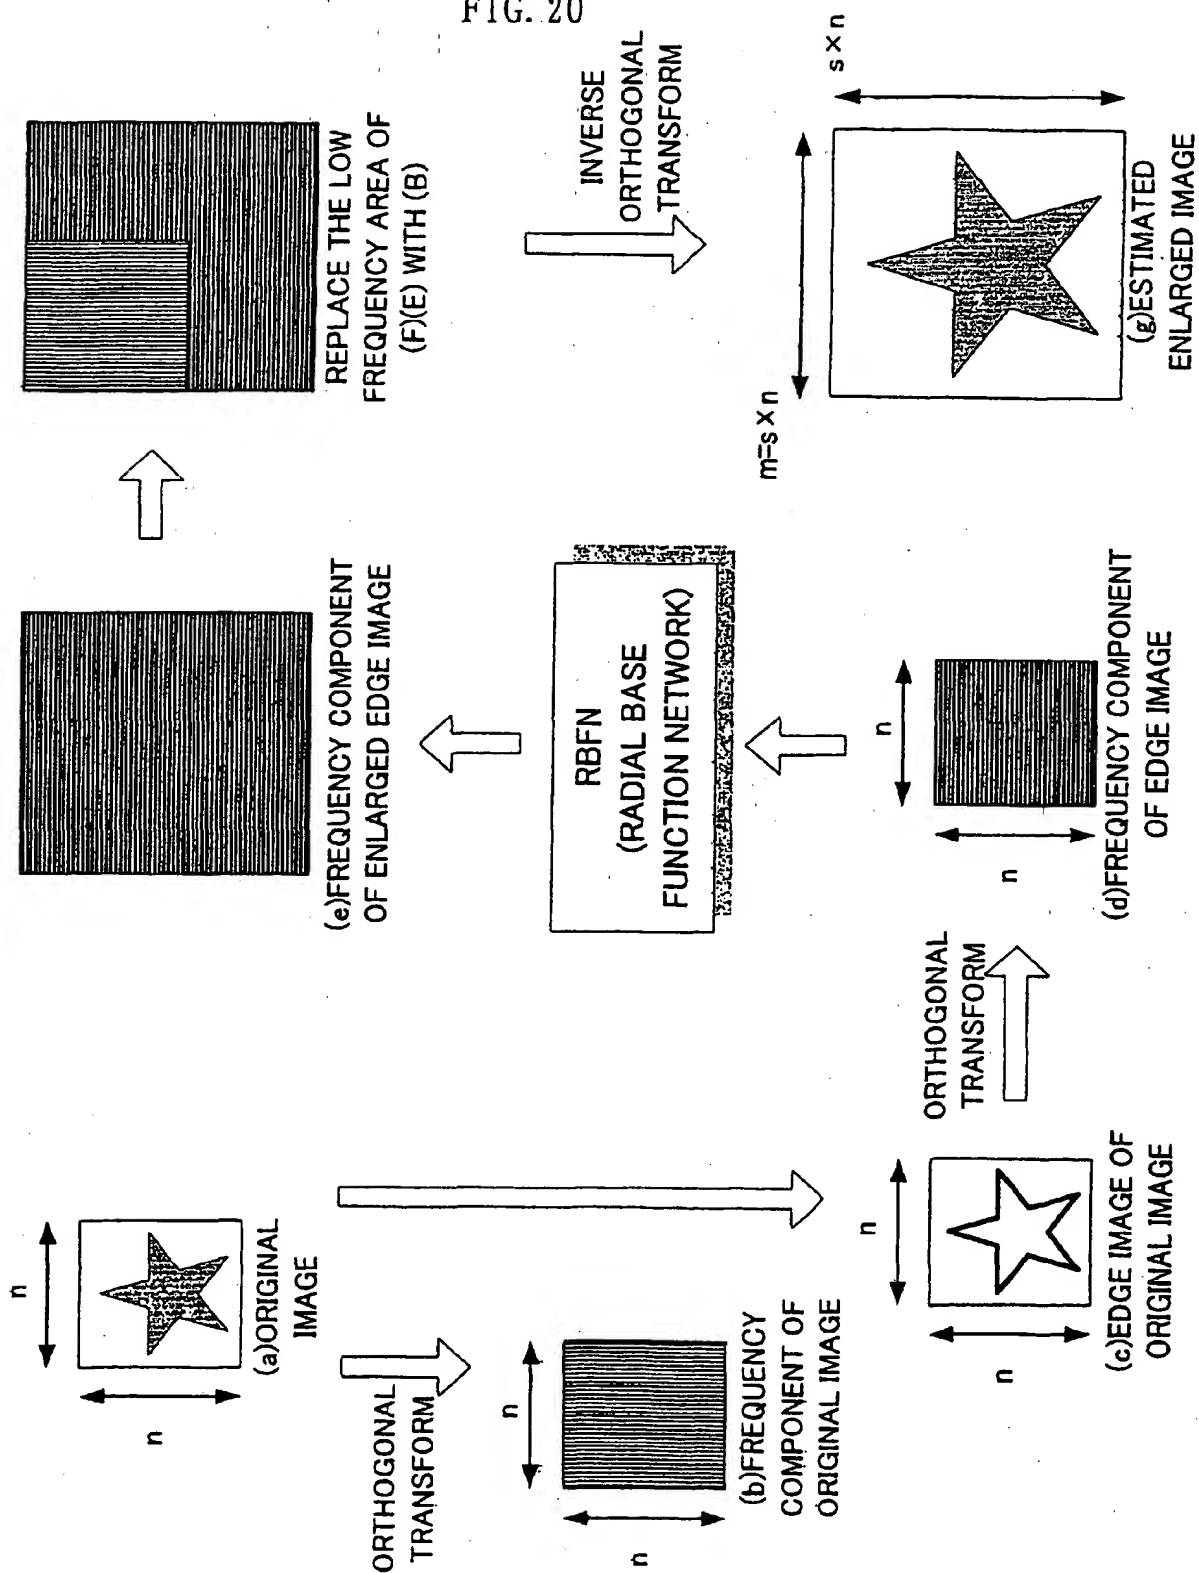 FIG. 20
n
n
(a)ORIGINAL
IMAGE
ORTHOGONAL
TRANSFORM
n
n
(b)FREQUENCY
COMPONENT OF
ORIGINAL IMAGE
n
n
(c)EDGE IMAGE OF
ORIGINAL IMAGE
ORTHOGONAL
TRANSFORM
n
n
(d)FREQUENCY COMPONENT
OF EDGE IMAGE
RBFN
(RADIAL BASE
FUNCTION NETWORK)
(e)FREQUENCY COMPONENT
OF ENLARGED EDGE IMAGE
REPLACE THE LOW
FREQUENCY AREA OF
(F)(E) WITH (B)
INVERSE
ORTHOGONAL
TRANSFORM
m=s×n
s×n
(g)ESTIMATED
ENLARGED IMAGE